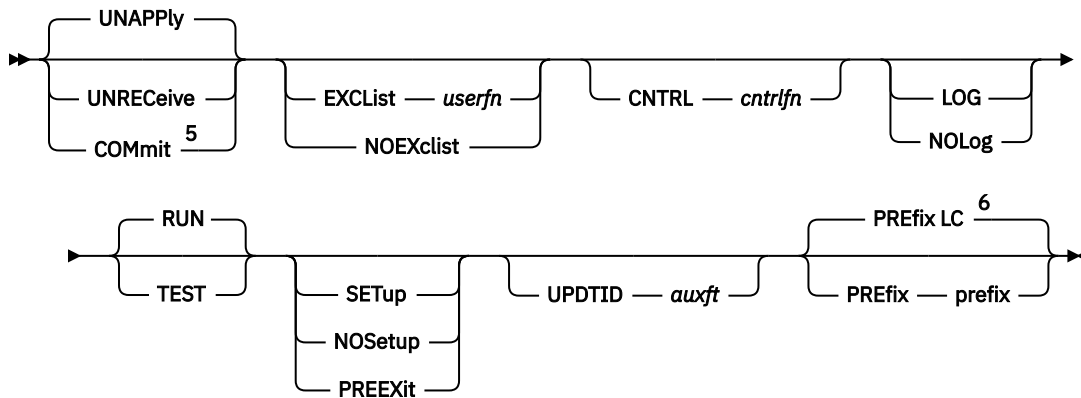 UNAPPly
UNRECeive
COMmit 5
EXCList userfn
NOEXclist
CNTRL cntrlfn
LOG
NOLog
RUN
TEST
SETup
NOSetup
PREEXit
UPDTID auxft
PREfix LC 6
PREfix prefix